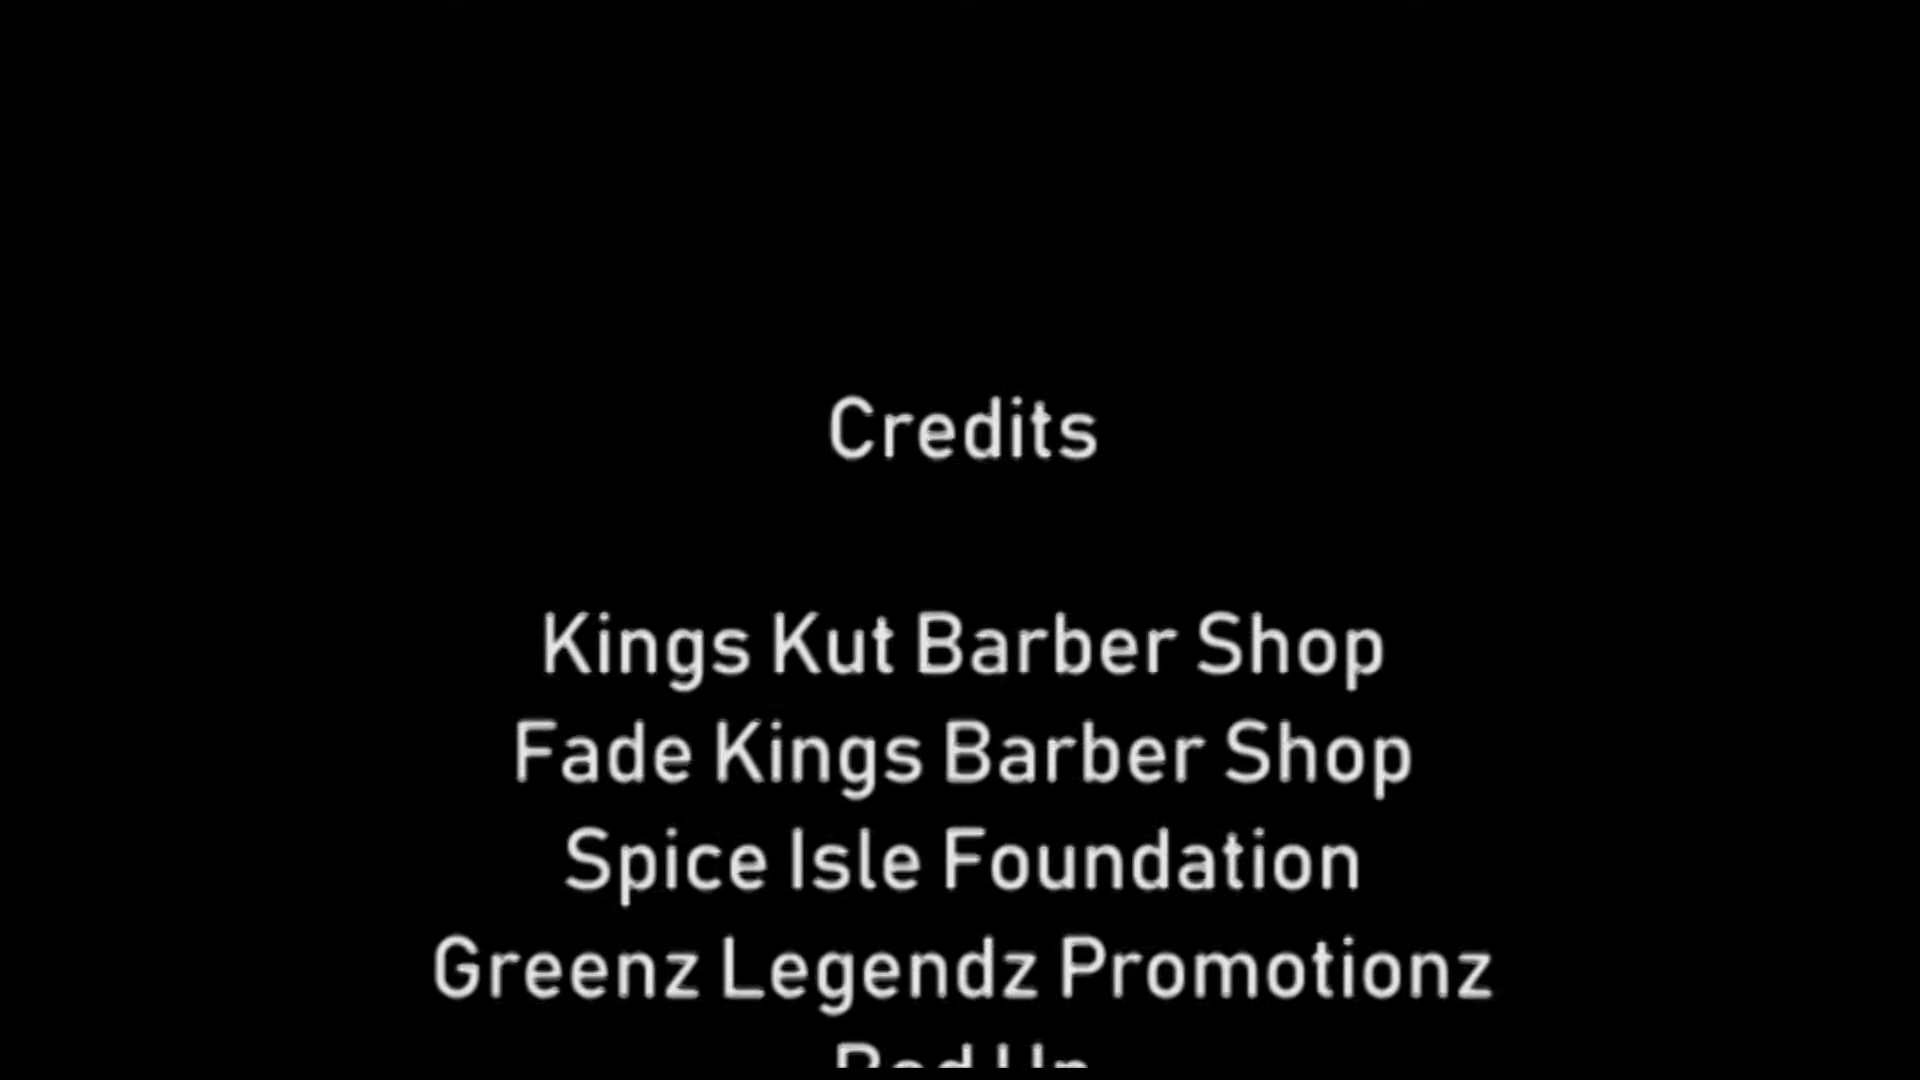 Credits
Kings Kut Barber Shop
Fade Kings Barber Shop
Spice Isle Foundation
Greenz Legendz Promotionz